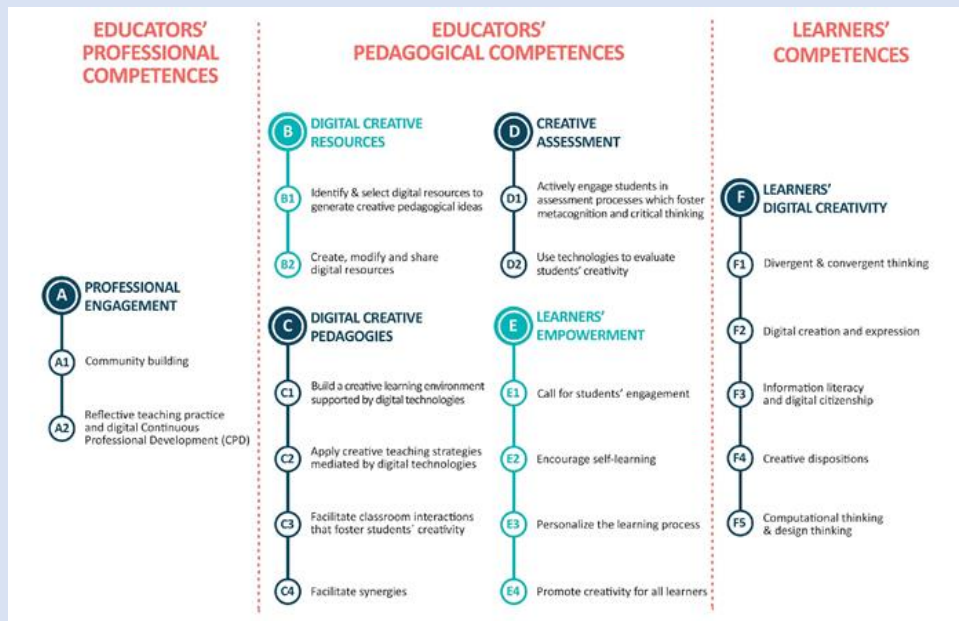 EDUCATORS'
PROFESSIONAL
COMPETENCES
A
PROFESSIONAL
ENGAGEMENT
A1
Community building
A2
Reflective teaching practice
and digital Continuous
Professional Development (CPD)
EDUCATORS'
PEDAGOGICAL COMPETENCES
B
DIGITAL CREATIVE
RESOURCES
B1
Identify & select digital resources to
generate creative pedagogical ideas
B2
Create, modify and share
digital resources
C
DIGITAL CREATIVE
PEDAGOGIES
C1
Build a creative learning environment
supported by digital technologies
C2
Apply creative teaching strategies
mediated by digital technologies
C3
Facilitate classroom interactions
that foster students´ creativity
C4
Facilitate synergies
D
CREATIVE
ASSESSMENT
D1
Actively engage students in
assessment processes which foster
metacognition and critical thinking
D2
Use technologies to evaluate
students' creativity
E
LEARNERS'
EMPOWERMENT
E1
Call for students' engagement
E2
Encourage self-learning
E3
Personalize the learning process
E4
Promote creativity for all learners
LEARNERS'
COMPETENCES
F
LEARNERS'
DIGITAL CREATIVITY
F1
Divergent & convergent thinking
F2
Digital creation and expression
F3
Information literacy
and digital citizenship
F4
Creative dispositions
F5
Computational thinking
& design thinking